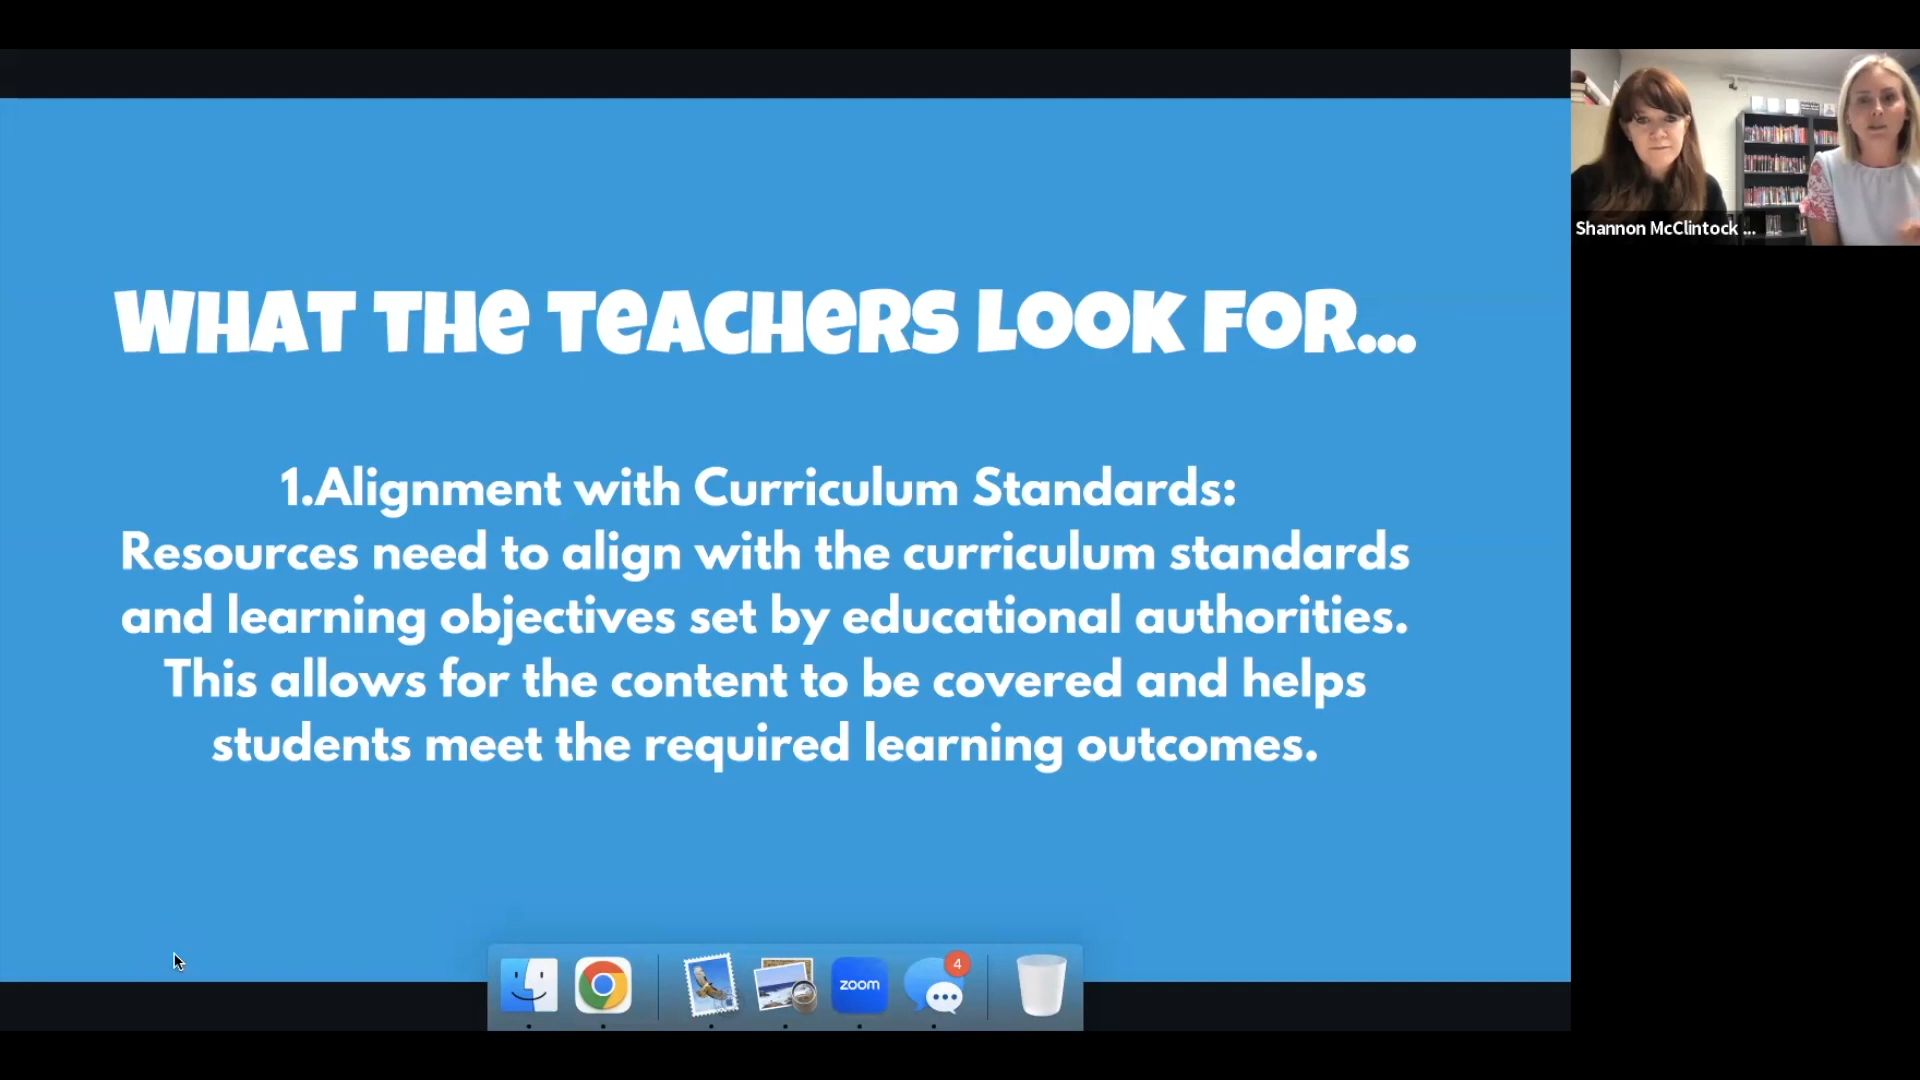 WHAT THE TEACHERS LOOK FOR...
1.Alignment with Curriculum Standards:
Resources need to align with the curriculum standards
and learning objectives set by educational authorities.
This allows for the content to be covered and helps
students meet the required learning outcomes.
Shannon McClintock ...
zoom
4